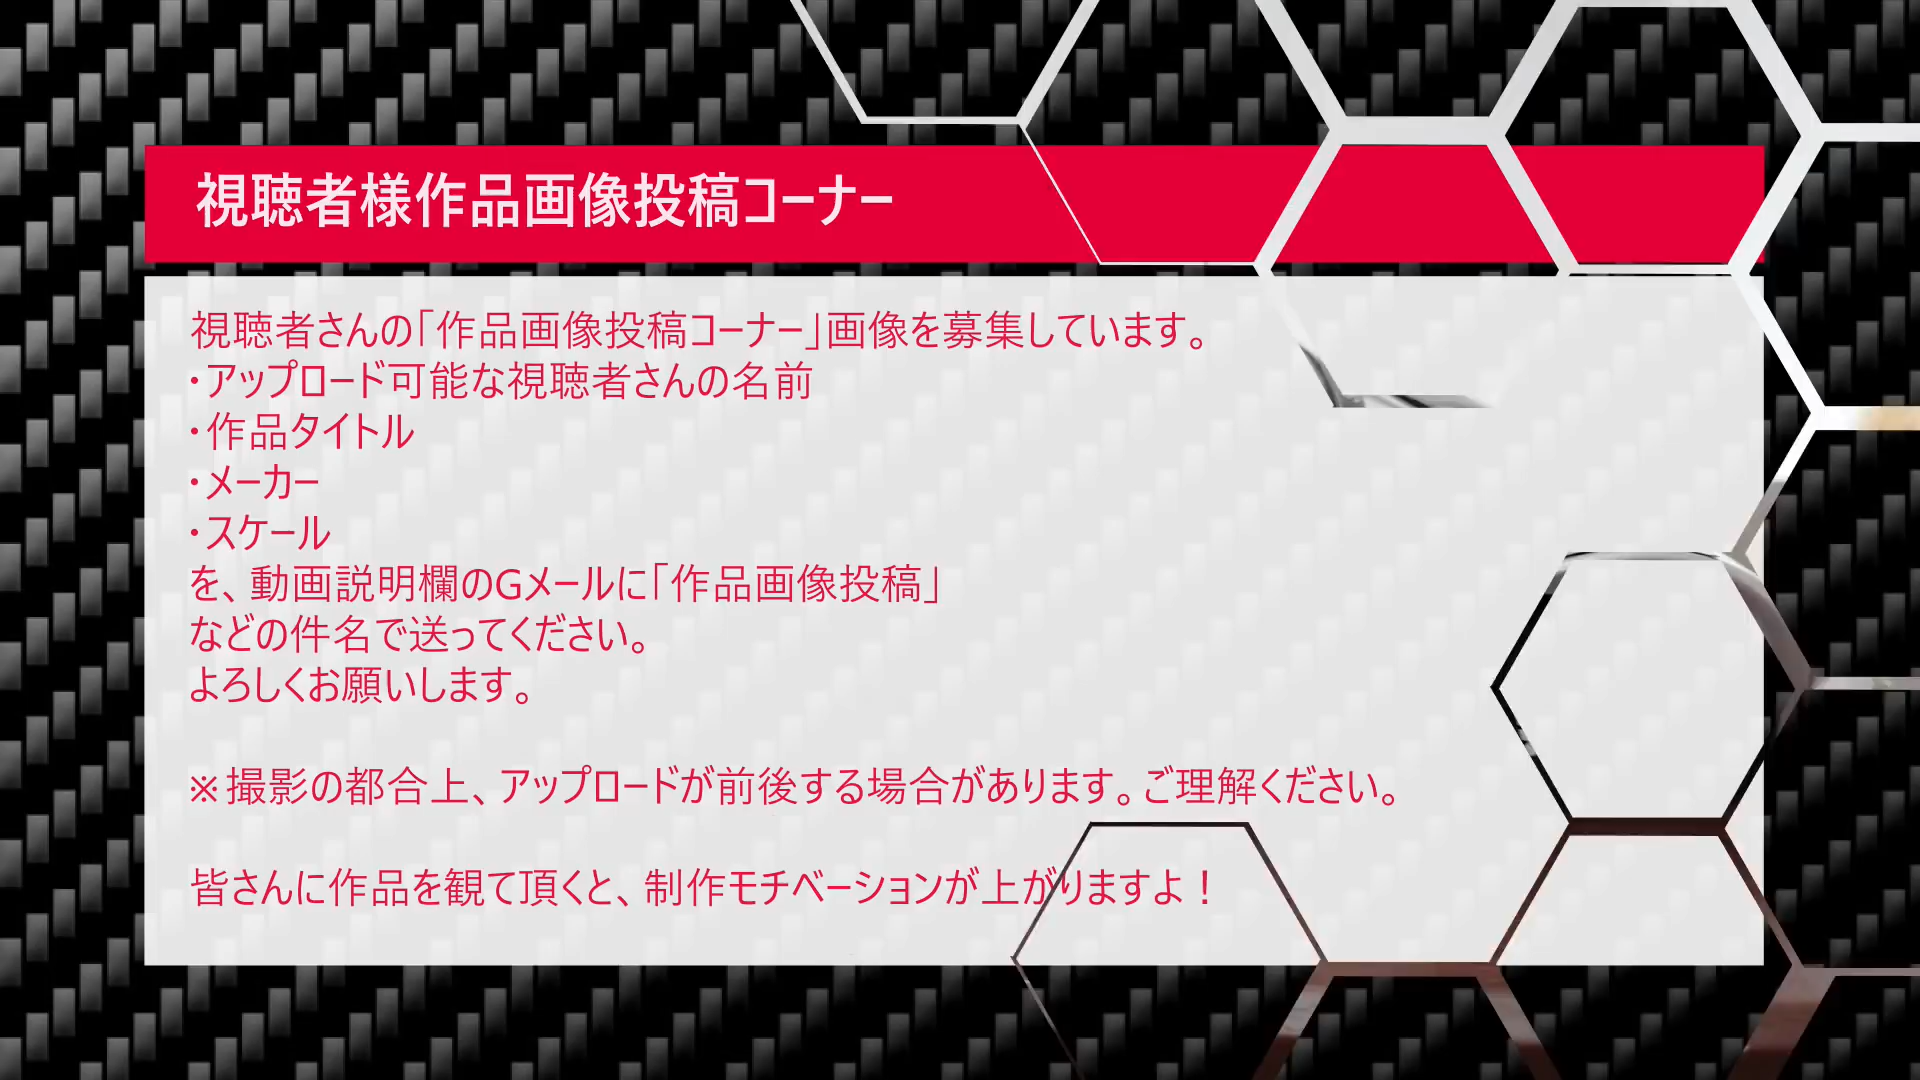 視聴者様作品画像投稿コーナー
視聴者さんの「作品画像投稿コーナー」画像を募集しています。
・アップロード可能な視聴者さんの名前
・作品タイトル
・メーカー
・スケール
を、動画説明欄のGメールに「作品画像投稿」
などの件名で送ってください。
よろしくお願いします。
※撮影の都合上、アップロードが前後する場合があります。ご理解ください。
皆さんに作品を観て頂くと、制作モチベーションが上がりますよ！